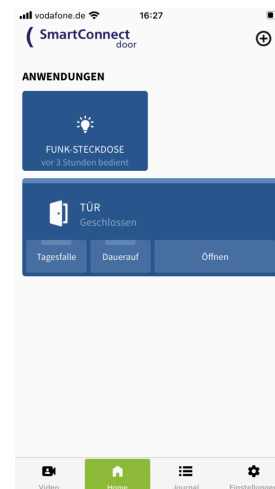 vodafone.de 16:27
SmartConnect
door
ANWENDUNGEN
FUNK-STECKDOSE
vor 3 Stunden bedient
TÜR
Geschlossen
Tagesfalle Dauerauf Öffnen
Video Home Journal Einstellungen